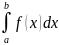 ∫_a^b f(x)dx